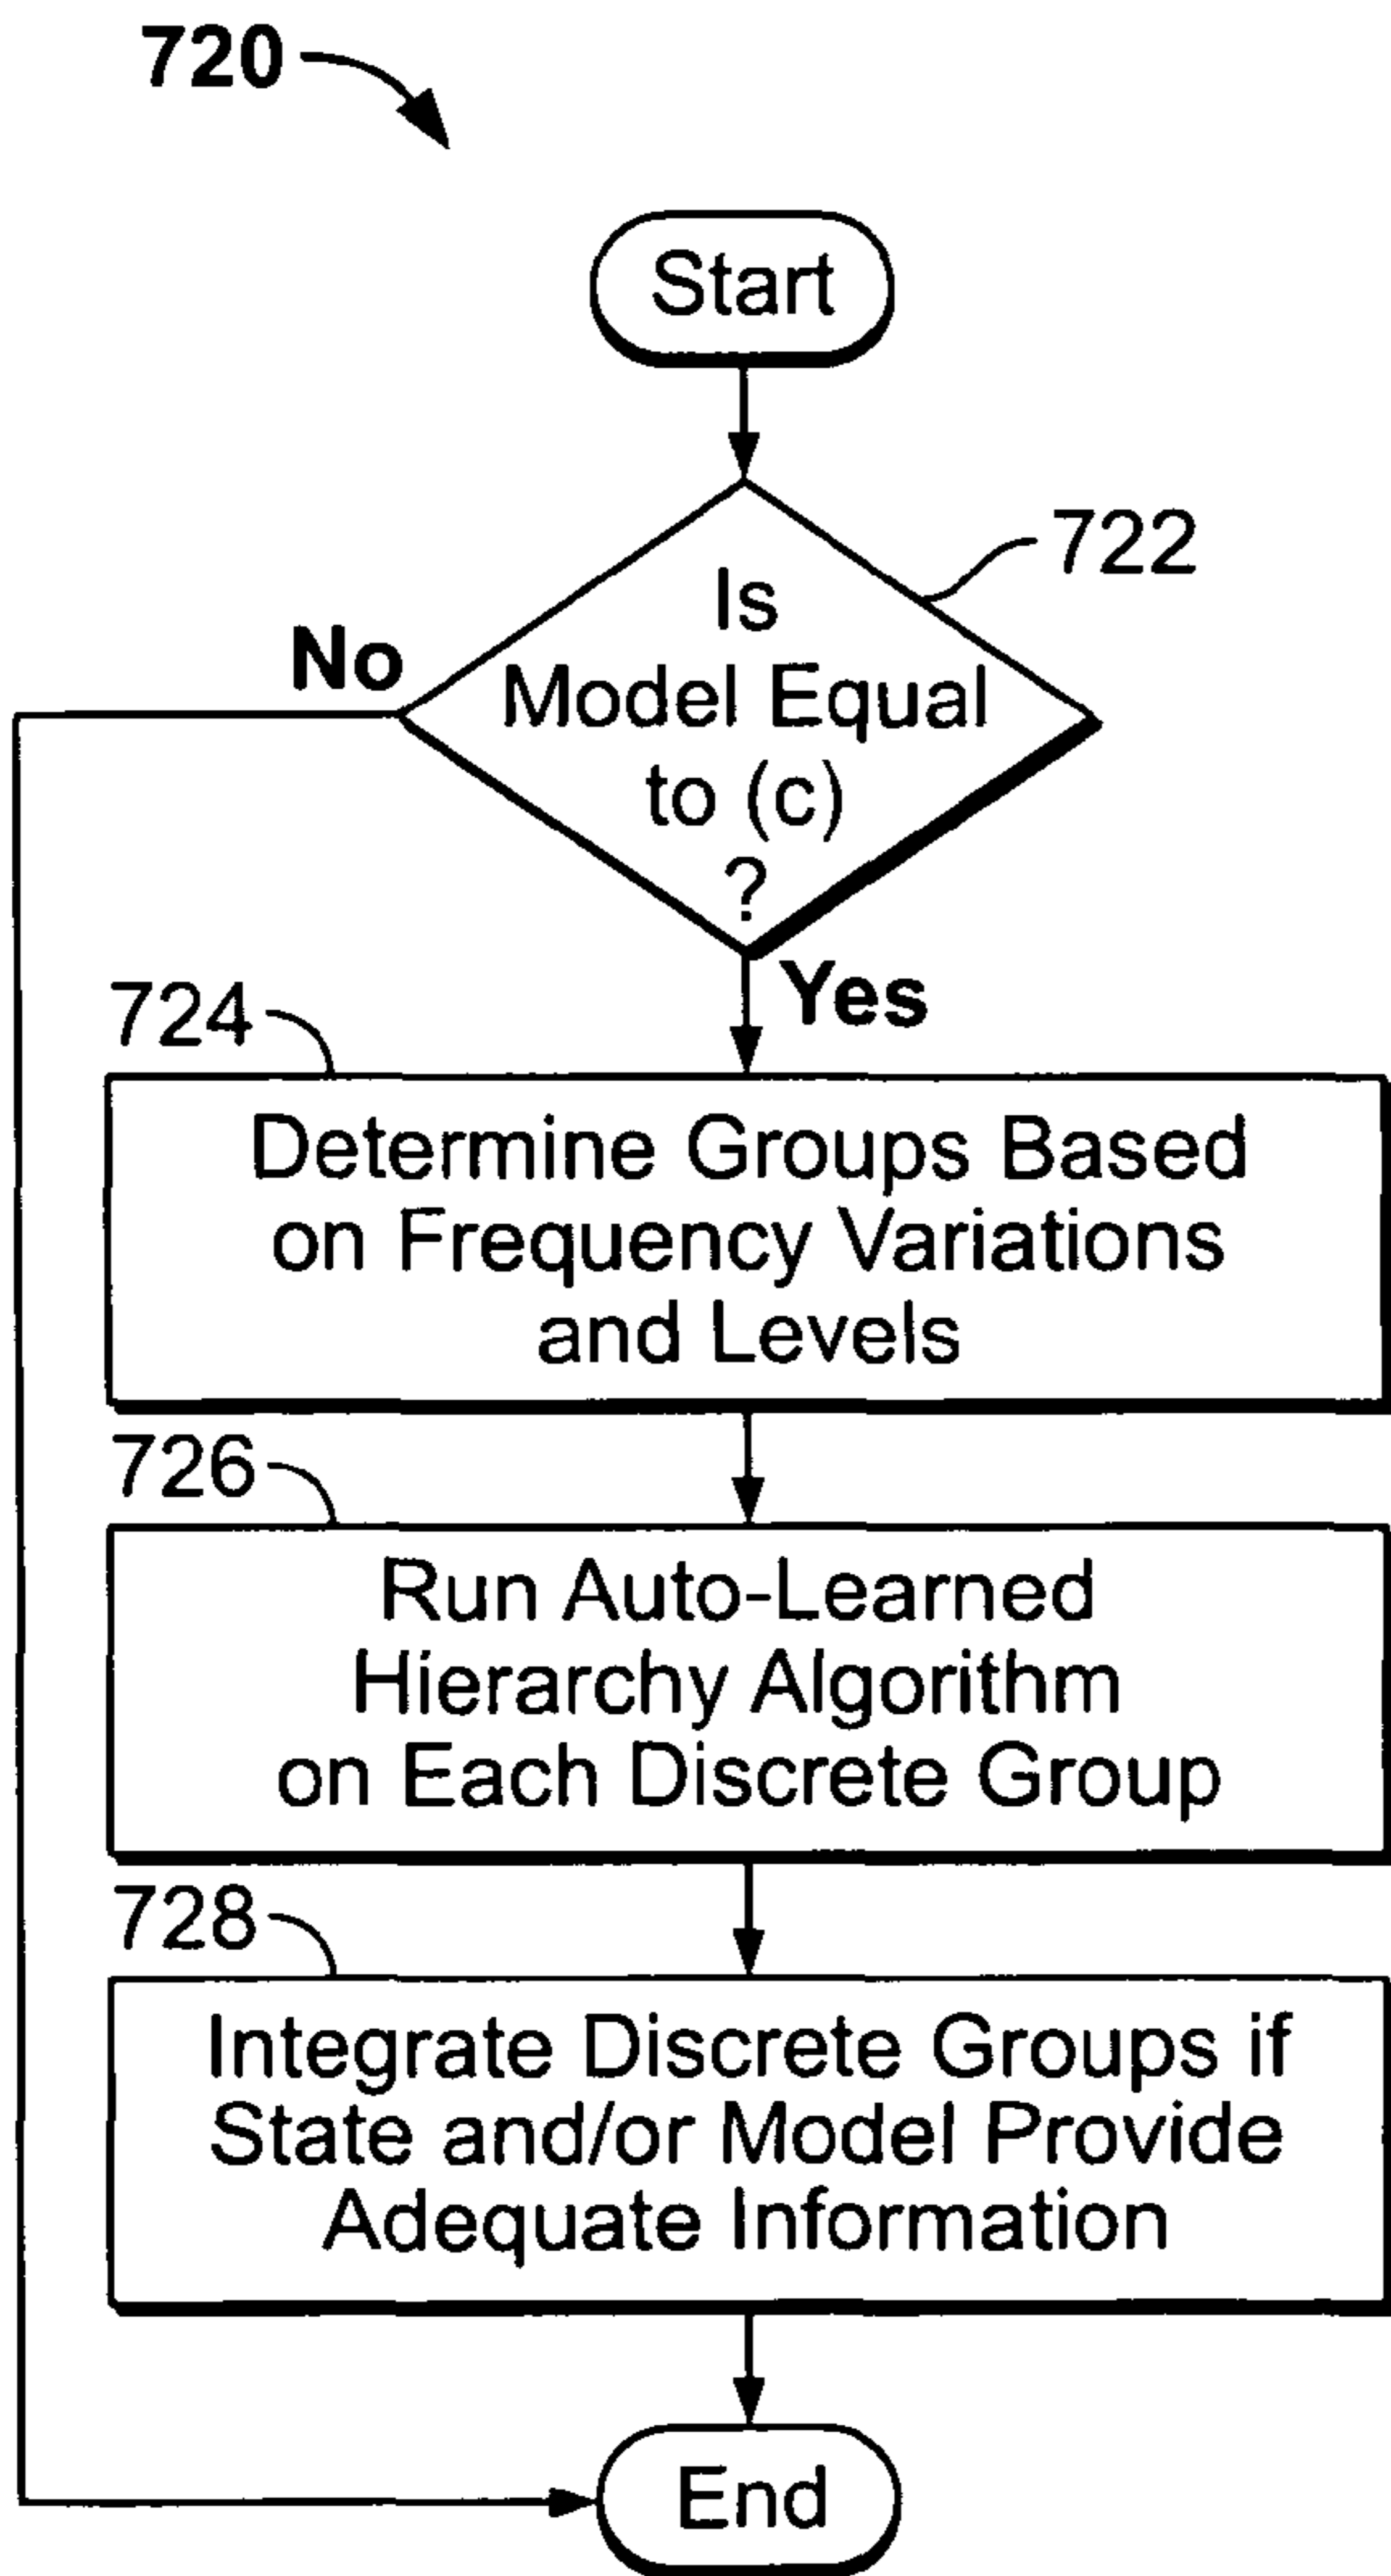 720
Start
722
Is
Model Equal
to (c)
?
No
Yes
724
Determine Groups Based
on Frequency Variations
and Levels
726
Run Auto-Learned
Hierarchy Algorithm
on Each Discrete Group
728
Integrate Discrete Groups if
State and/or Model Provide
Adequate Information
End